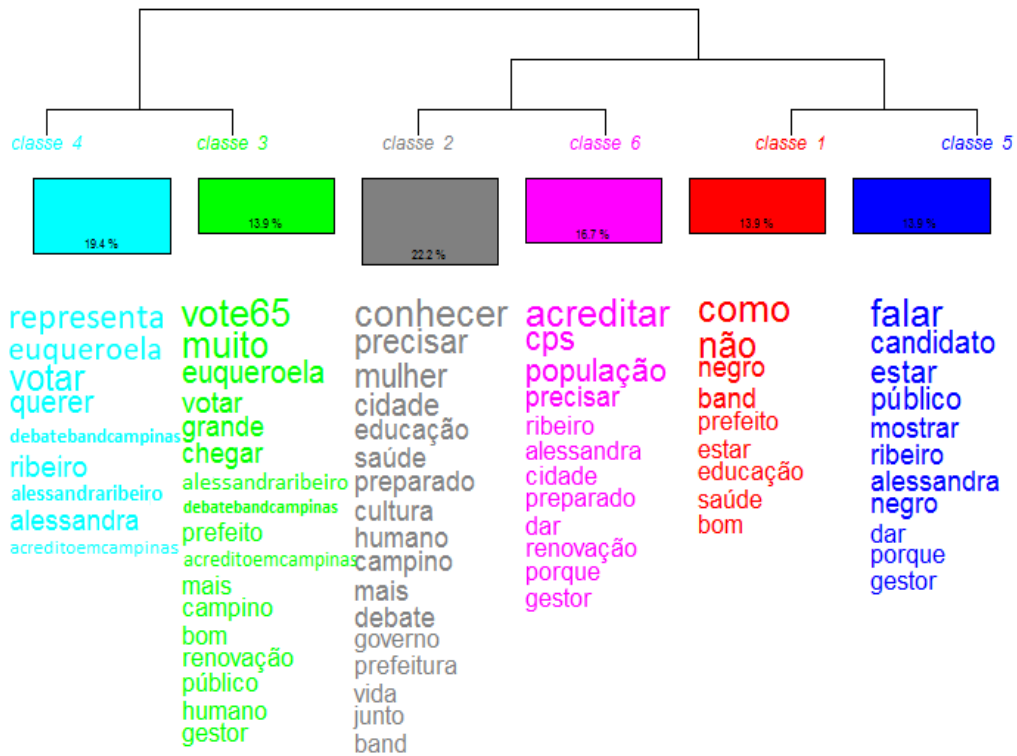 classe 4
classe 3
classe 2
classe 6
classe 1
classe 5
19.4 %
13.9 %
22.2 %
16.7 %
13.9 %
13.9 %
representa
euqueroela
votar
querer
debatebandcampinas
ribeiro
alessandraribeiro
alessandra
acreditoemcampinas
vote65
muito
euqueroela
votar
grande
chegar
alessandraribeiro
debatebandcampinas
prefeito
acreditoemcampinas
mais
campino
bom
renovação
público
humano
gestor
conhecer
precisar
mulher
cidade
educação
saúde
preparado
cultura
humano
campino
mais
debate
governo
prefeitura
vida
junto
band
acreditar
cps
população
precisar
ribeiro
alessandra
cidade
preparado
dar
renovação
porque
gestor
como
não
negro
band
prefeito
estar
educação
saúde
bom
falar
candidato
estar
público
mostrar
ribeiro
alessandra
negro
dar
porque
gestor